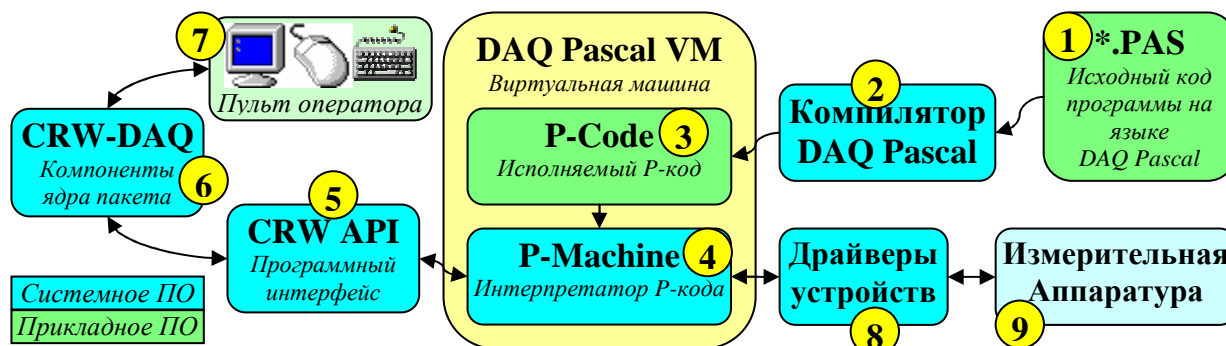 7
Пульт оператора
CRW-DAQ
Компоненты
ядра пакета
6
5
CRW API
Программный
интерфейс
Системное ПО
Прикладное ПО
DAQ Pascal VM
Виртуальная машина
P-Code
3
Исполняемый P-код
P-Machine
4
Интерпретатор P-кода
2
Компилятор
DAQ Pascal
1
*.PAS
Исходный код
программы на
языке
DAQ Pascal
Драйверы
устройств
8
Измерительная
Аппаратура
9